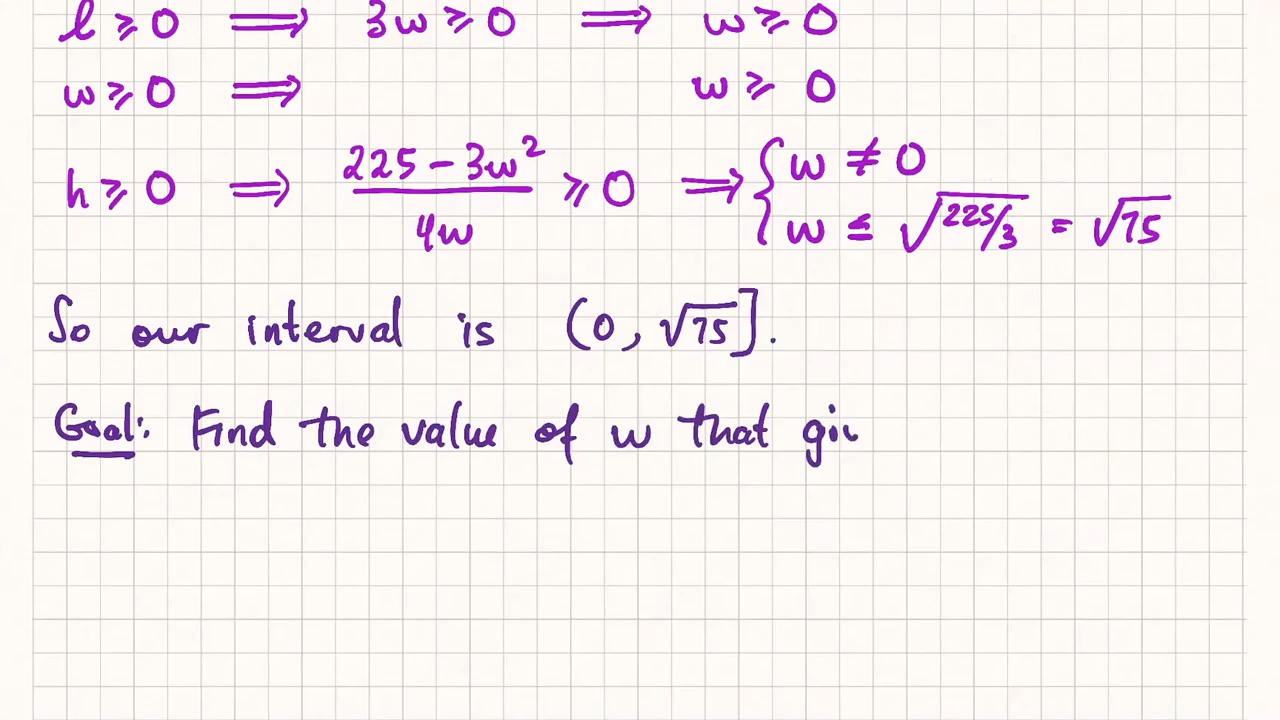 l ⩾ 0 ⟹ 3w ⩾ 0 ⟹ w ⩾ 0
w ⩾ 0 ⟹ w ⩾ 0
h ⩾ 0 ⟹ (225 - 3w²)/(4w) ⩾ 0 ⟹ { w ≠ 0
w ≤ √(225/3) = √75
So our interval is (0, √75].
Goal: Find the value of w that giv